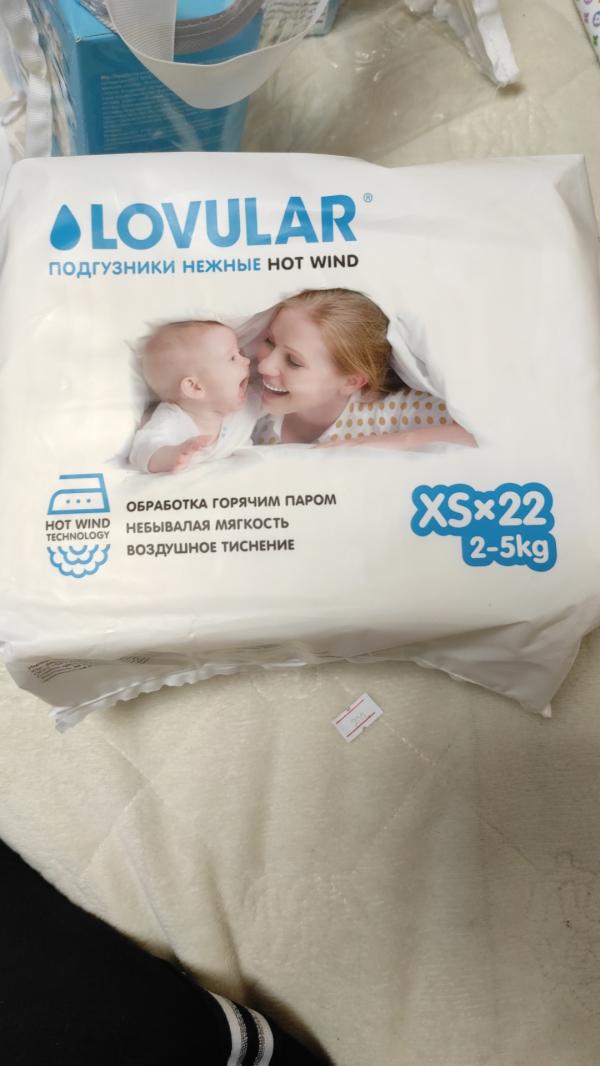 LOVULAR®
ПОДГУЗНИКИ НЕЖНЫЕ HOT WIND
HOT WIND
TECHNOLOGY
ОБРАБОТКА ГОРЯЧИМ ПАРОМ
НЕБЫВАЛАЯ МЯГКОСТЬ
ВОЗДУШНОЕ ТИСНЕНИЕ
XS×22
2-5kg